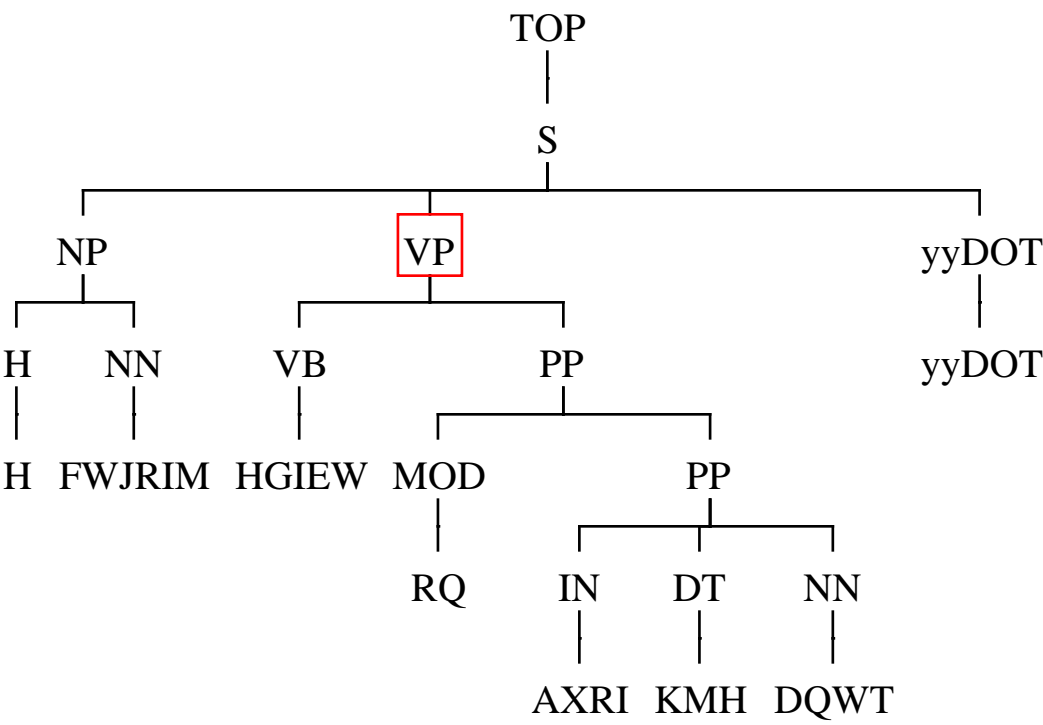 TOP
S
NP VP yyDOT
H NN VB PP yyDOT
H FWJRIM HGIEW MOD PP
RQ IN DT NN
AXRI KMH DQWT